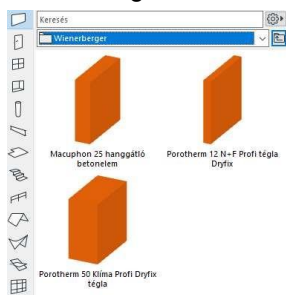 Keresés
Wienerberger
Macuphon 25 hanggátló
betonelem
Porotherm 12 N+F Profi tégla
Dryfix
Porotherm 50 Klíma Profi Dryfix
tégla